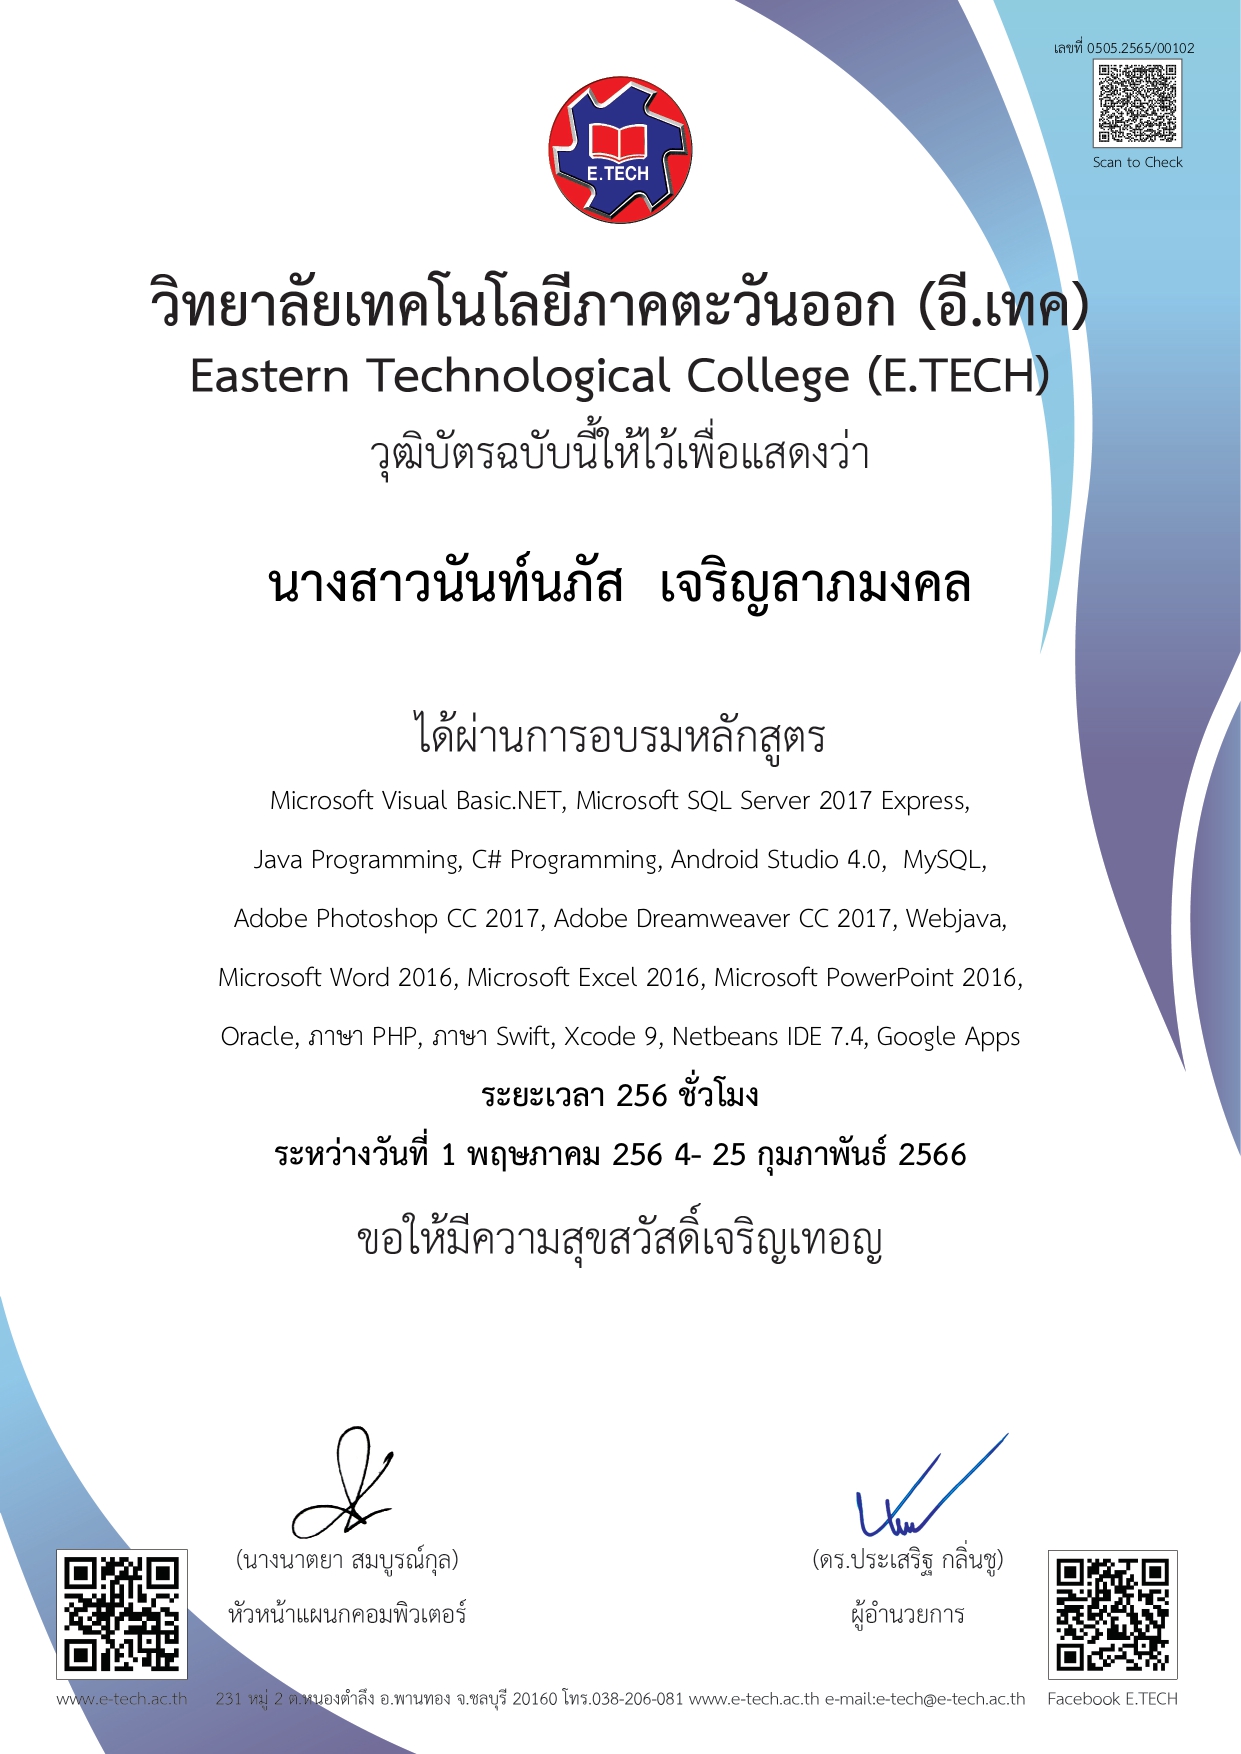 เลขที่ 0505.2565/00102
Scan to Check
E.TECH
วิทยาลัยเทคโนโลยีภาคตะวันออก (อี.เทค)
Eastern Technological College (E.TECH)
วุฒิบัตรฉบับนี้ให้ไว้เพื่อแสดงว่า
นางสาวนันท์นภัส เจริญลาภมงคล
ได้ผ่านการอบรมหลักสูตร
Microsoft Visual Basic.NET, Microsoft SQL Server 2017 Express,
Java Programming, C# Programming, Android Studio 4.0, MySQL,
Adobe Photoshop CC 2017, Adobe Dreamweaver CC 2017, Webjava,
Microsoft Word 2016, Microsoft Excel 2016, Microsoft PowerPoint 2016,
Oracle, ภาษา PHP, ภาษา Swift, Xcode 9, Netbeans IDE 7.4, Google Apps
ระยะเวลา 256 ชั่วโมง
ระหว่างวันที่ 1 พฤษภาคม 256 4- 25 กุมภาพันธ์ 2566
ขอให้มีความสุขสวัสดิ์เจริญเทอญ
(นางนาตยา สมบูรณ์กุล)
หัวหน้าแผนกคอมพิวเตอร์
(ดร.ประเสริฐ กลิ่นชู)
ผู้อำนวยการ
www.e-tech.ac.th
231 หมู่ 2 ต.หนองตำลึง อ.พานทอง จ.ชลบุรี 20160 โทร.038-206-081 www.e-tech.ac.th e-mail:e-tech@e-tech.ac.th
Facebook E.TECH